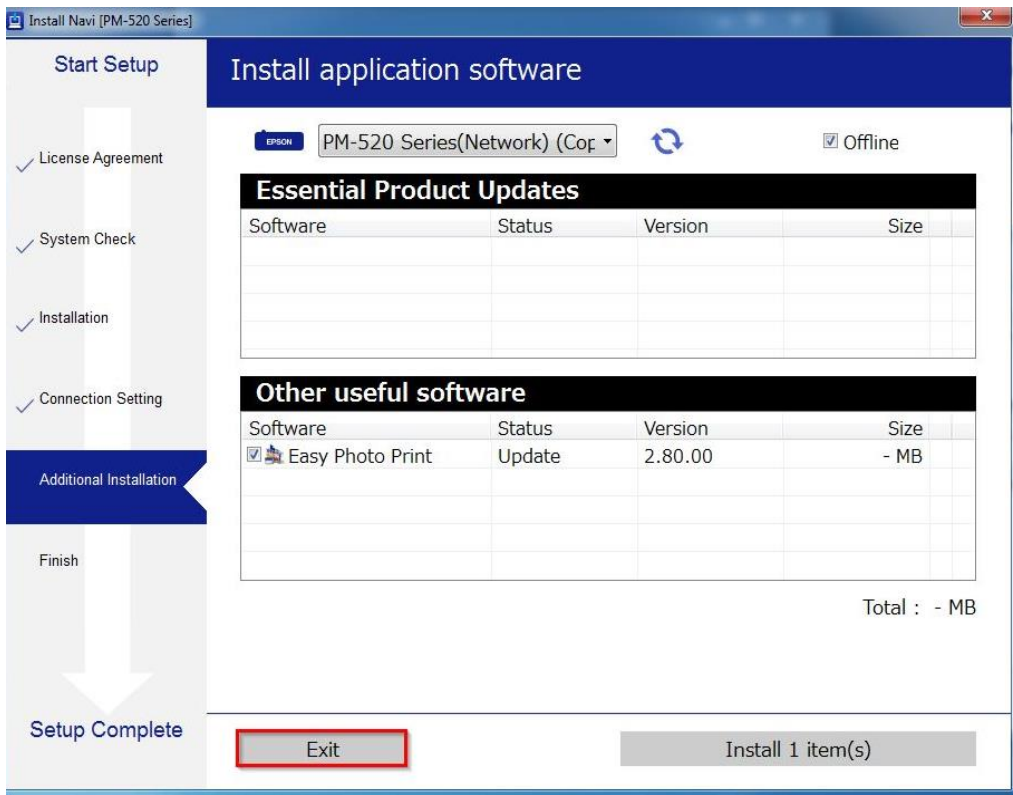 Install Navi [PM-520 Series]
Start Setup
License Agreement
System Check
Installation
Connection Setting
Additional Installation
Finish
Setup Complete
Install application software
EPSON PM-520 Series(Network) (Cop Offline
Essential Product Updates
Software Status Version Size
Other useful software
Software Status Version Size
Easy Photo Print Update 2.80.00 - MB
Total : - MB
Exit Install 1 item(s)